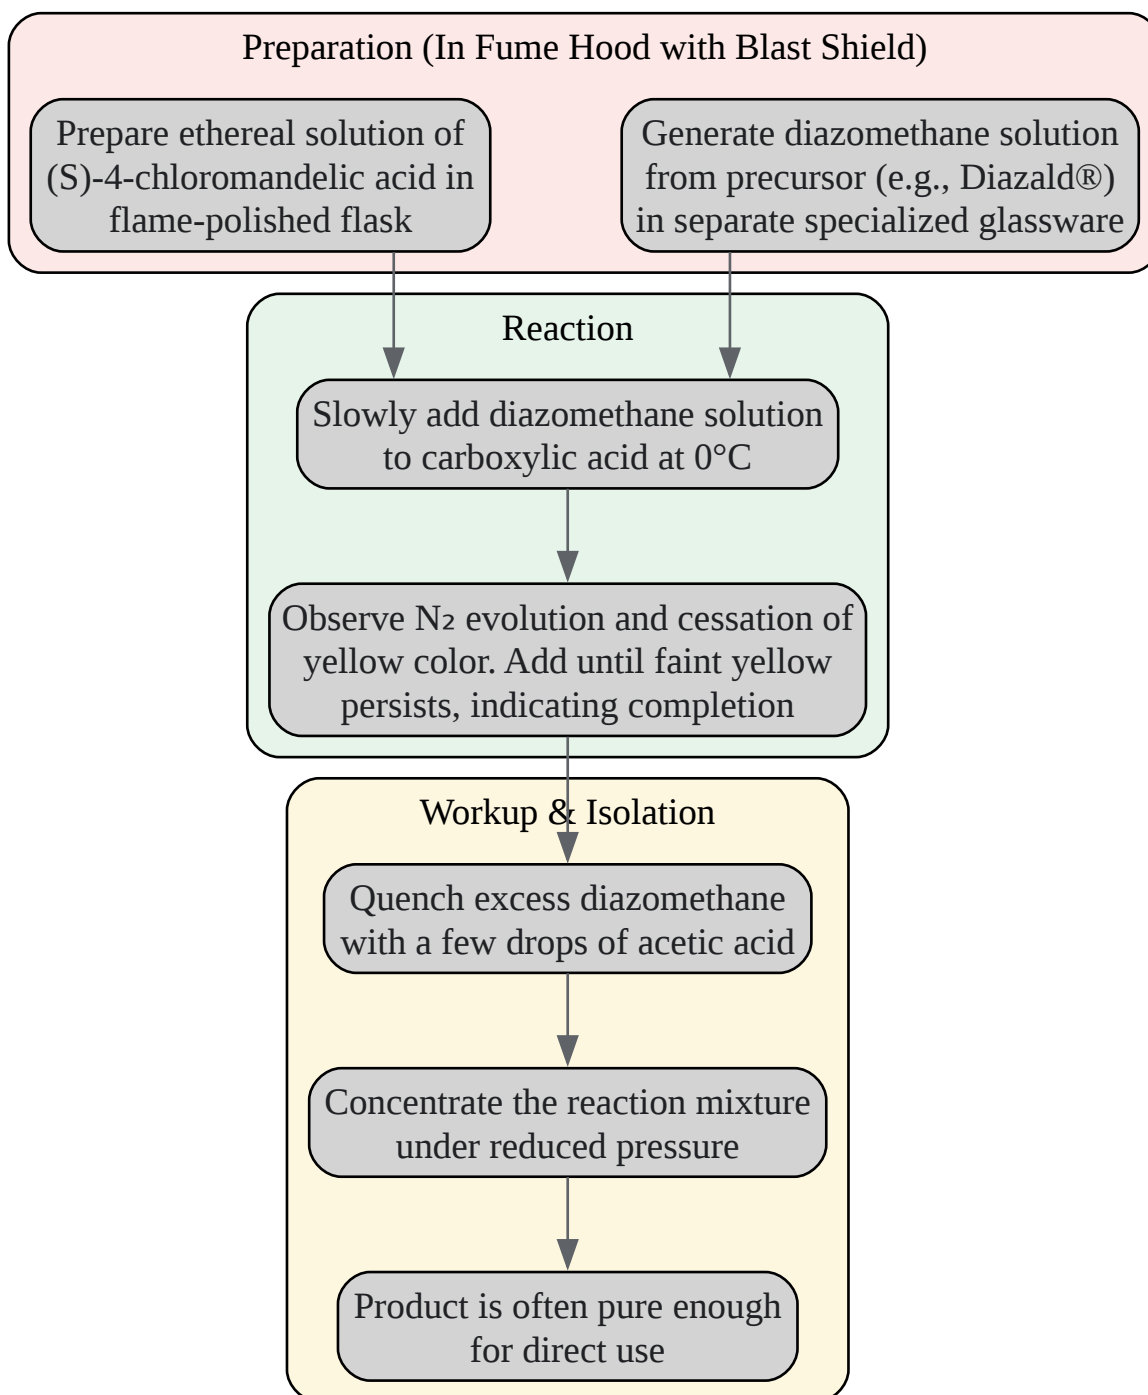 Preparation (In Fume Hood with Blast Shield)
Prepare ethereal solution of
(S)-4-chloromandelic acid in
flame-polished flask
Generate diazomethane solution
from precursor (e.g., Diazald®)
in separate specialized glassware
Reaction
Slowly add diazomethane solution
to carboxylic acid at 0°C
Observe N₂ evolution and cessation of
yellow color. Add until faint yellow
persists, indicating completion
Workup & Isolation
Quench excess diazomethane
with a few drops of acetic acid
Concentrate the reaction mixture
under reduced pressure
Product is often pure enough
for direct use